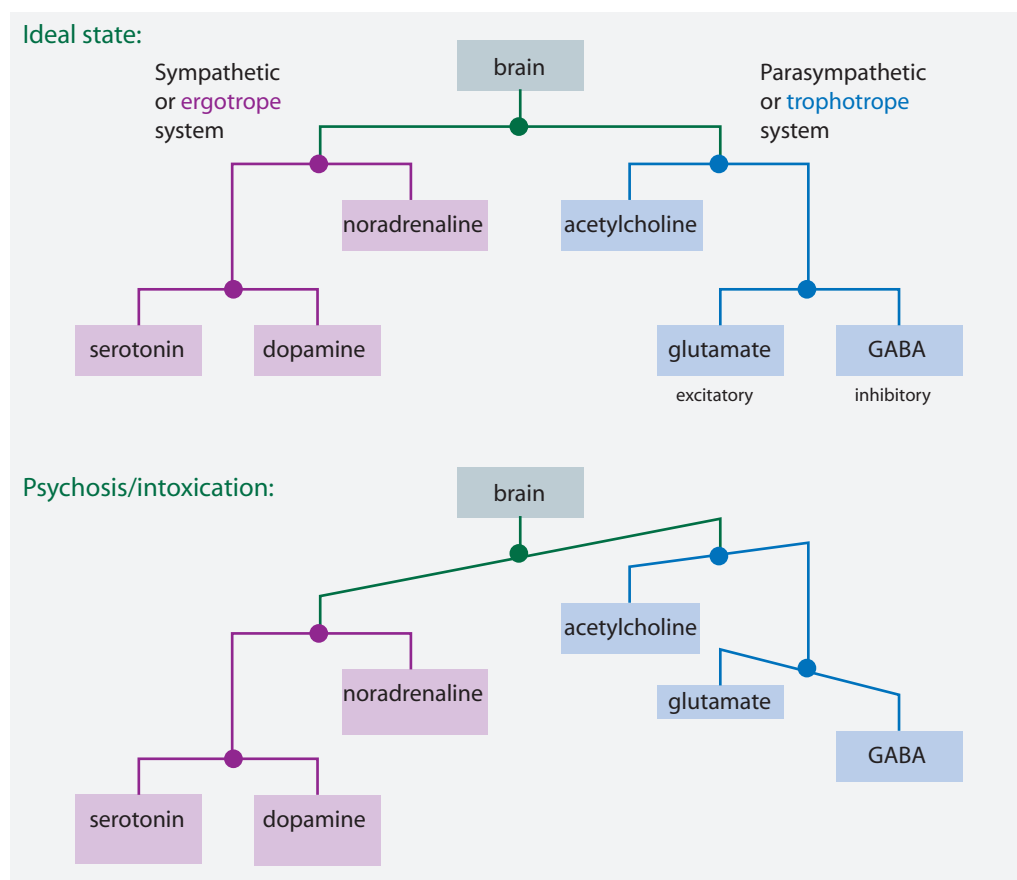 Ideal state:
brain
Sympathetic
or ergotrope
system
Parasympathetic
or trophotrope
system
noradrenaline
acetylcholine
serotonin
dopamine
glutamate
GABA
excitatory
inhibitory
Psychosis/intoxication:
brain
acetylcholine
noradrenaline
glutamate
GABA
serotonin
dopamine